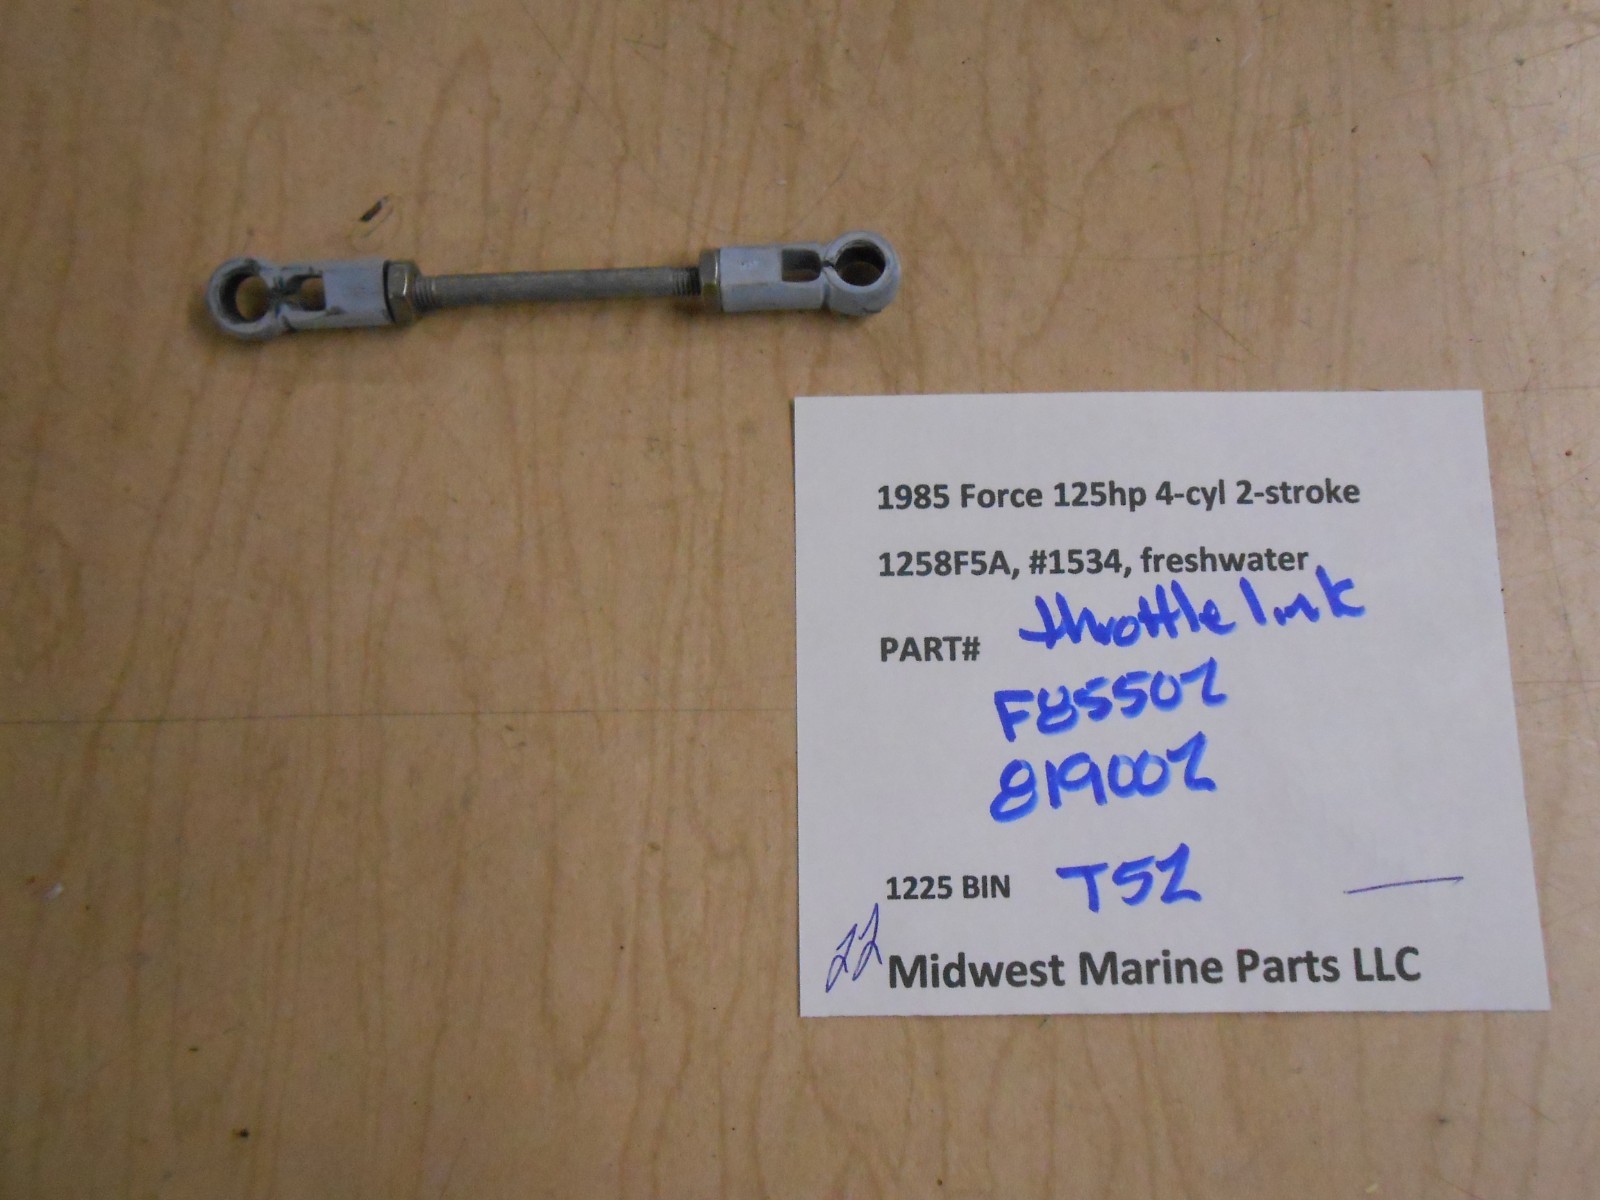 1985 Force 125hp 4-cyl 2-stroke
1258F5A, #1534, freshwater
PART# throttle link
F85502
819002
1225 BIN T52
22 Midwest Marine Parts LLC